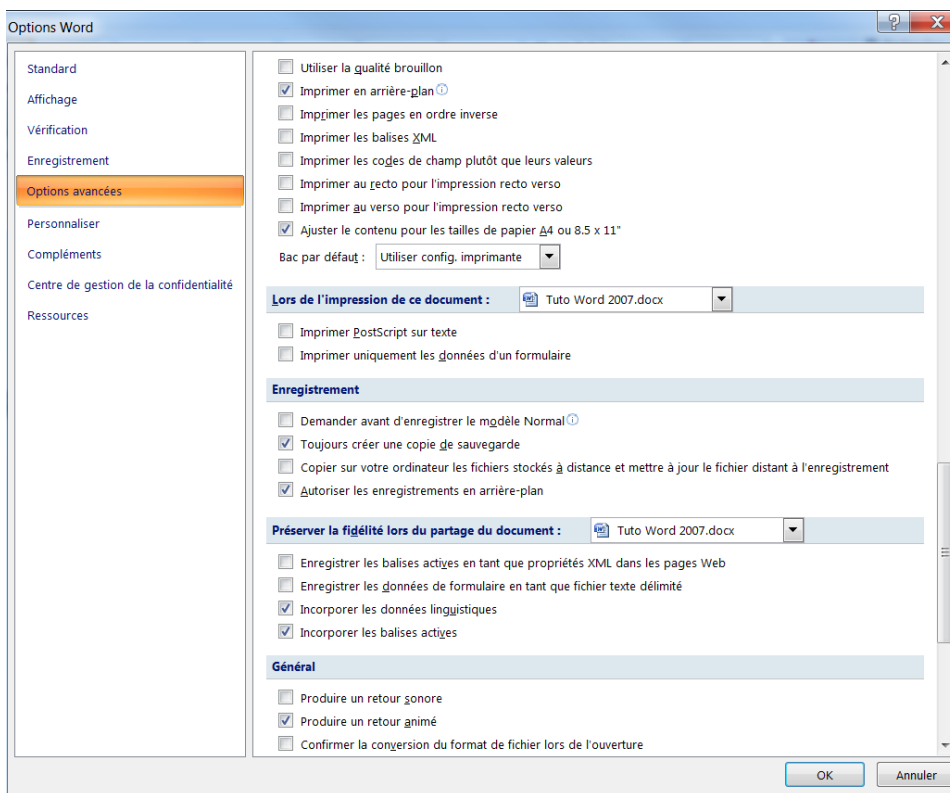 Options Word
Standard
Affichage
Vérification
Enregistrement
Options avancées
Personnaliser
Compléments
Centre de gestion de la confidentialité
Ressources
Utiliser la qualité brouillon
Imprimer en arrière-plan
Imprimer les pages en ordre inverse
Imprimer les balises XML
Imprimer les codes de champ plutôt que leurs valeurs
Imprimer au recto pour l'impression recto verso
Imprimer au verso pour l'impression recto verso
Ajuster le contenu pour les tailles de papier A4 ou 8.5 x 11"
Bac par défaut : Utiliser config. imprimante
Lors de l'impression de ce document : Tuto Word 2007.docx
Imprimer PostScript sur texte
Imprimer uniquement les données d'un formulaire
Enregistrement
Demander avant d'enregistrer le modèle Normal
Toujours créer une copie de sauvegarde
Copier sur votre ordinateur les fichiers stockés à distance et mettre à jour le fichier distant à l'enregistrement
Autoriser les enregistrements en arrière-plan
Préserver la fidélité lors du partage du document : Tuto Word 2007.docx
Enregistrer les balises actives en tant que propriétés XML dans les pages Web
Enregistrer les données de formulaire en tant que fichier texte délimité
Incorporer les données linguistiques
Incorporer les balises actives
Général
Produire un retour sonore
Produire un retour animé
Confirmer la conversion du format de fichier lors de l'ouverture
OK Annuler